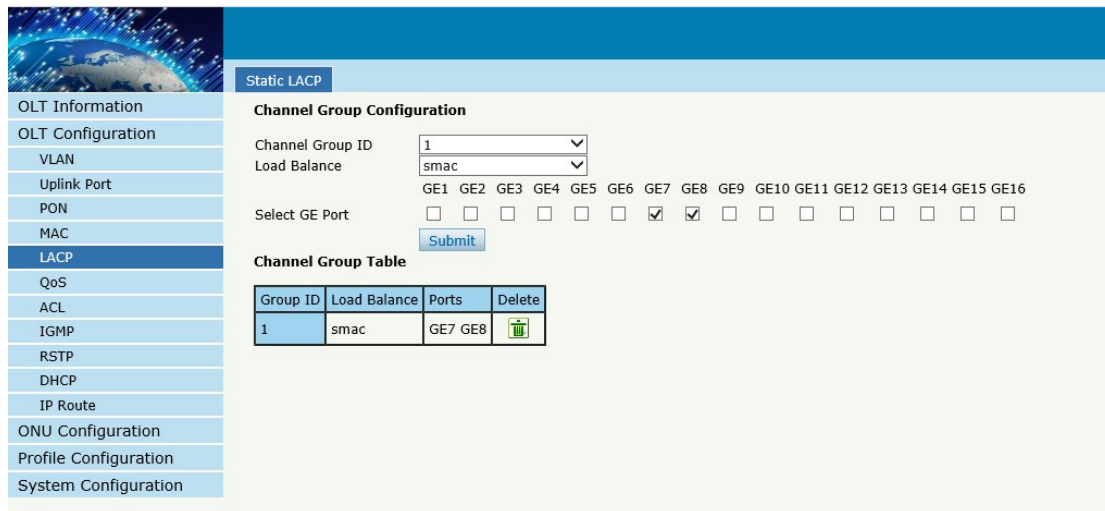 Static LACP
OLT Information
OLT Configuration
VLAN
Uplink Port
PON
MAC
LACP
QoS
ACL
IGMP
RSTP
DHCP
IP Route
ONU Configuration
Profile Configuration
System Configuration
Channel Group Configuration
Channel Group ID 1
Load Balance smac
GE1 GE2 GE3 GE4 GE5 GE6 GE7 GE8 GE9 GE10 GE11 GE12 GE13 GE14 GE15 GE16
Select GE Port
Submit
Channel Group Table
Group ID Load Balance Ports Delete
1 smac GE7 GE8